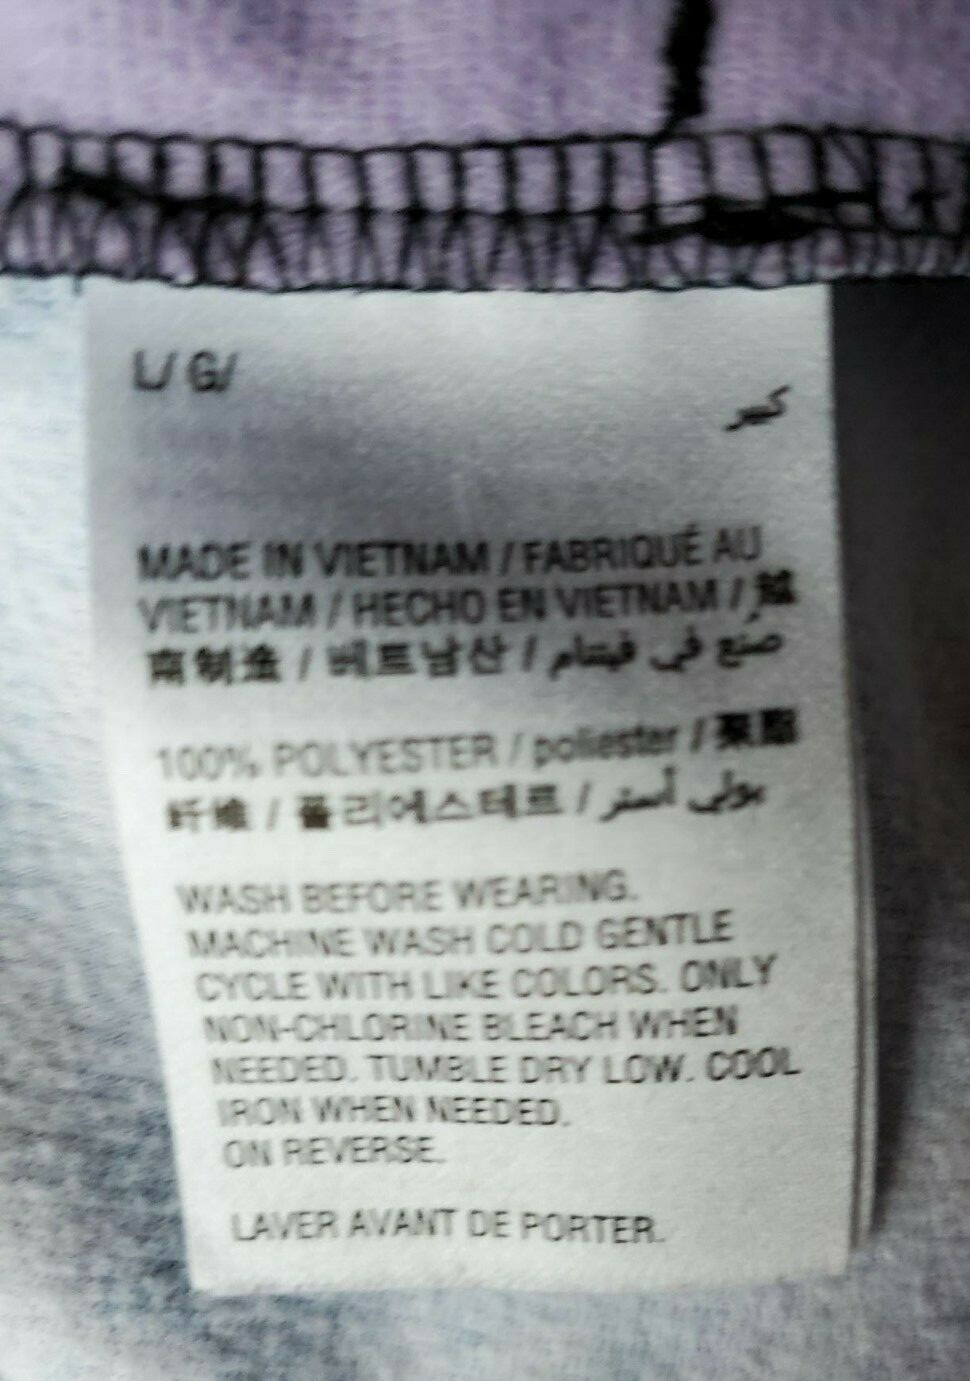 L/ G/
كبير
MADE IN VIETNAM / FABRIQUÉ AU
VIETNAM / HECHO EN VIETNAM / 越
南制造 / 베트남산 / صُنع في فيتنام
100% POLYESTER / poliester / 聚酯
纤维 / 폴리에스테르 / بولي أستر
WASH BEFORE WEARING.
MACHINE WASH COLD GENTLE
CYCLE WITH LIKE COLORS. ONLY
NON-CHLORINE BLEACH WHEN
NEEDED. TUMBLE DRY LOW. COOL
IRON WHEN NEEDED.
ON REVERSE.
LAVER AVANT DE PORTER.